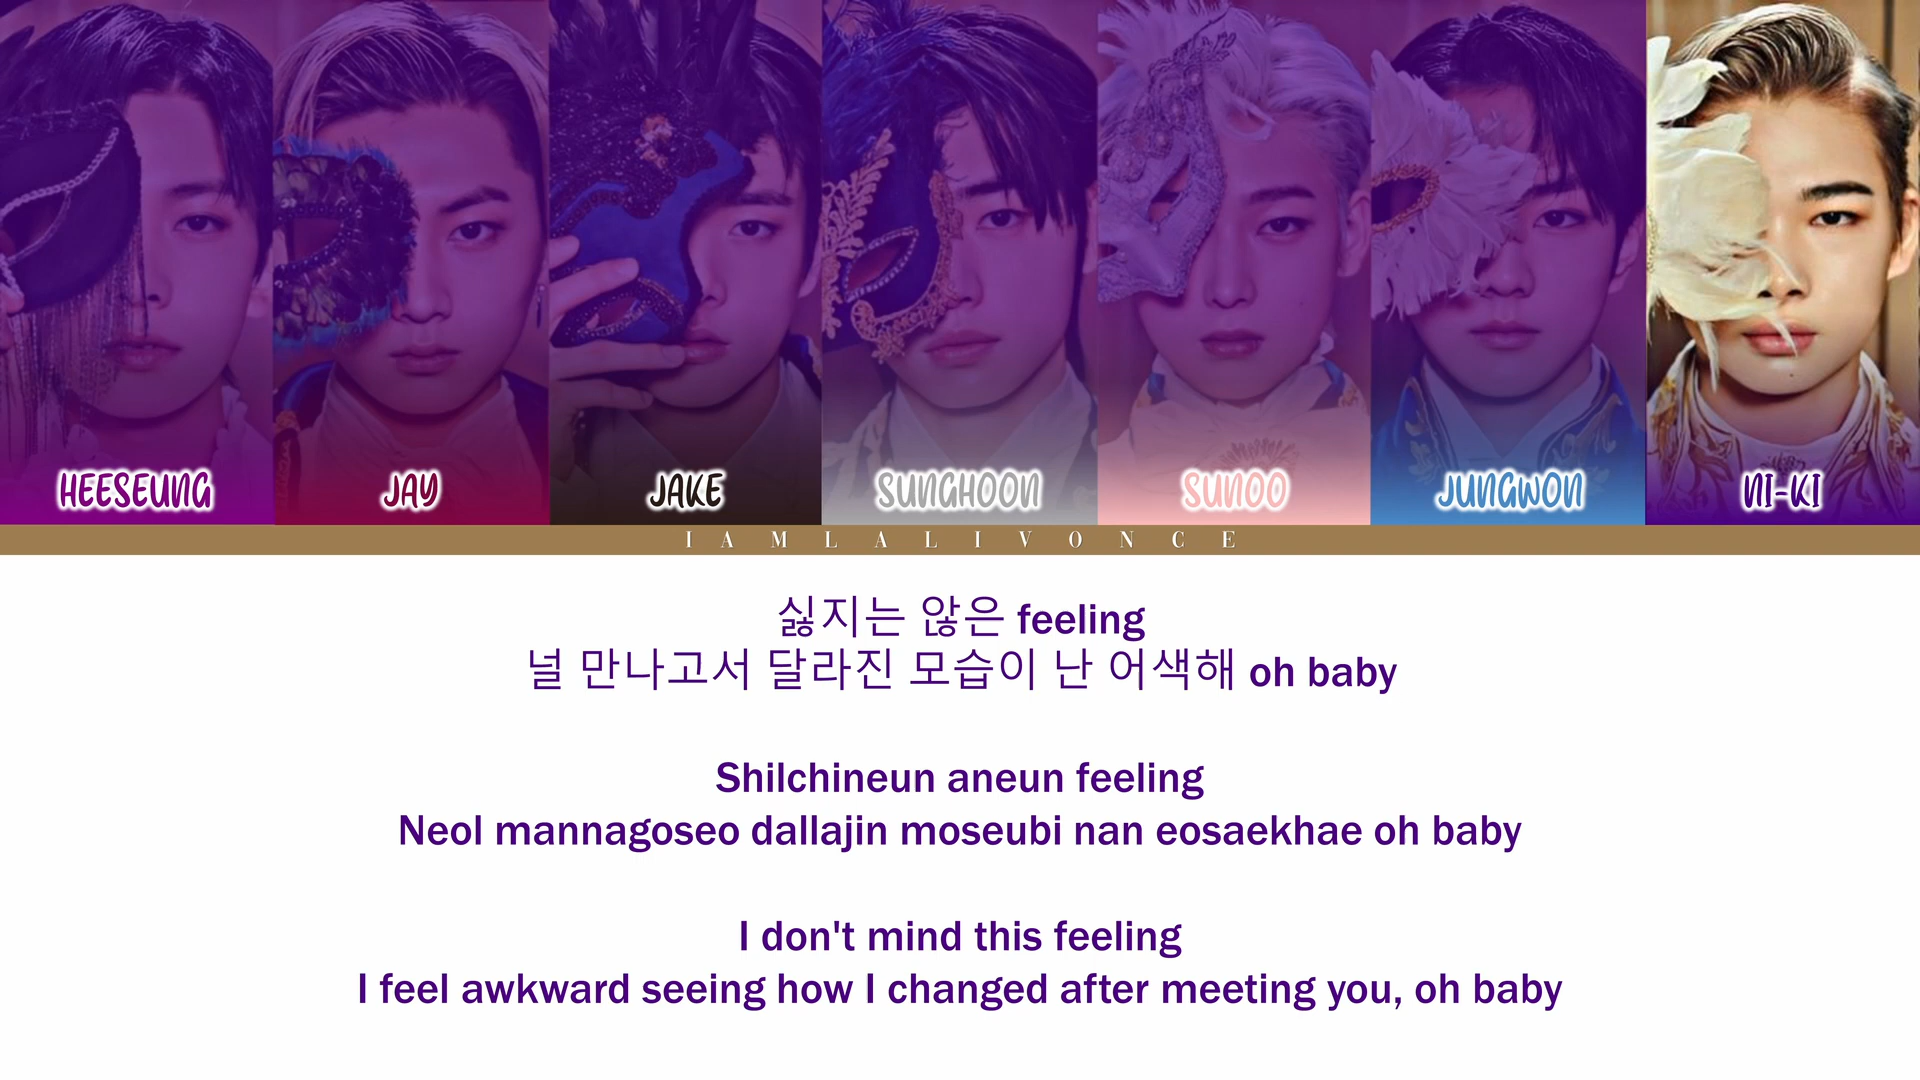 HEESEUNG
JAY
JAKE
SUNGHOON
SUNOO
JUNGWON
NI-KI
IAMLALIVONCE
싫지는 않은 feeling
널 만나고서 달라진 모습이 난 어색해 oh baby
Shilchineun aneun feeling
Neol mannagoseo dallajin moseubi nan eosaekhae oh baby
I don't mind this feeling
I feel awkward seeing how I changed after meeting you, oh baby